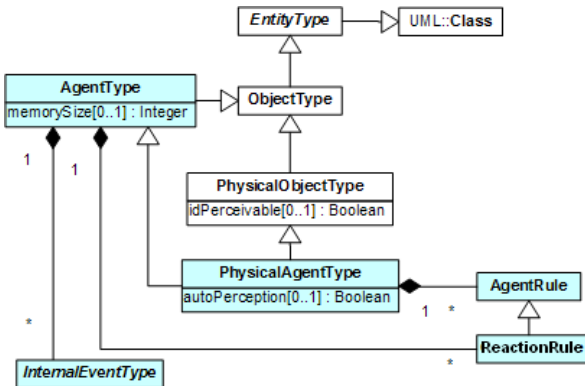 EntityType
UML::Class
AgentType
memorySize[0..1] : Integer
ObjectType
1
1
PhysicalObjectType
idPerceivable[0..1] : Boolean
PhysicalAgentType
autoPerception[0..1] : Boolean
AgentRule
1
*
*
ReactionRule
*
InternalEventType